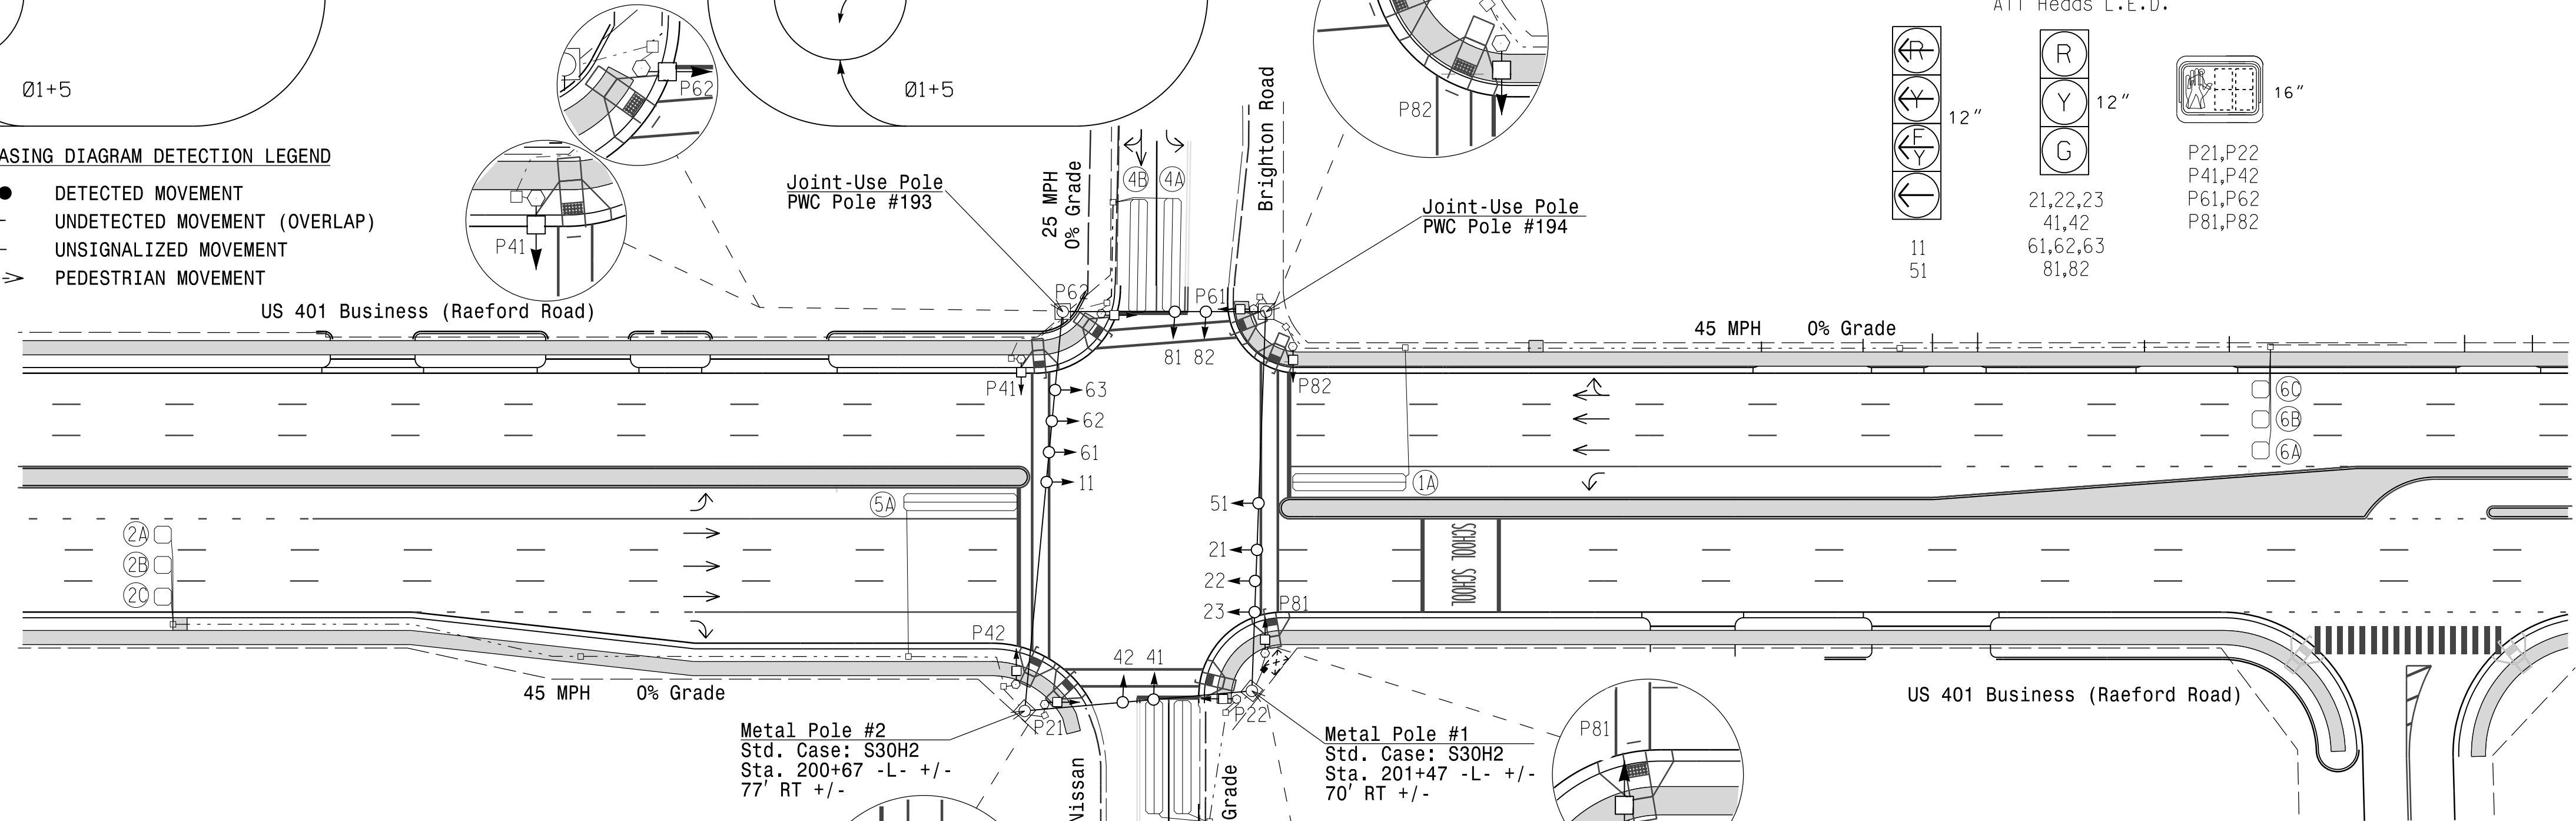 All Heads L.E.D.
Ø1+5
Ø1+5
P62
P82
R
Y
F
Y
12"
R
Y
G
12"
16"
11
51
21,22,23
41,42
61,62,63
81,82
P21,P22
P41,P42
P61,P62
P81,P82
ASING DIAGRAM DETECTION LEGEND
DETECTED MOVEMENT
UNDETECTED MOVEMENT (OVERLAP)
UNSIGNALIZED MOVEMENT
PEDESTRIAN MOVEMENT
P41
Joint-Use Pole
PWC Pole #193
25 MPH
0% Grade
4B
4A
Brighton Road
Joint-Use Pole
PWC Pole #194
US 401 Business (Raeford Road)
P62
P61
81 82
45 MPH 0% Grade
P41
P82
63
62
61
11
6C
6B
6A
1A
5A
51
2A
2B
2C
21
22
23
SCHOOL
SCHOOL
P81
P42
42 41
45 MPH 0% Grade
P21
P22
US 401 Business (Raeford Road)
Metal Pole #2
Std. Case: S30H2
Sta. 200+67 -L- +/-
77' RT +/-
Metal Pole #1
Std. Case: S30H2
Sta. 201+47 -L- +/-
70' RT +/-
P81
Nissan
Grade